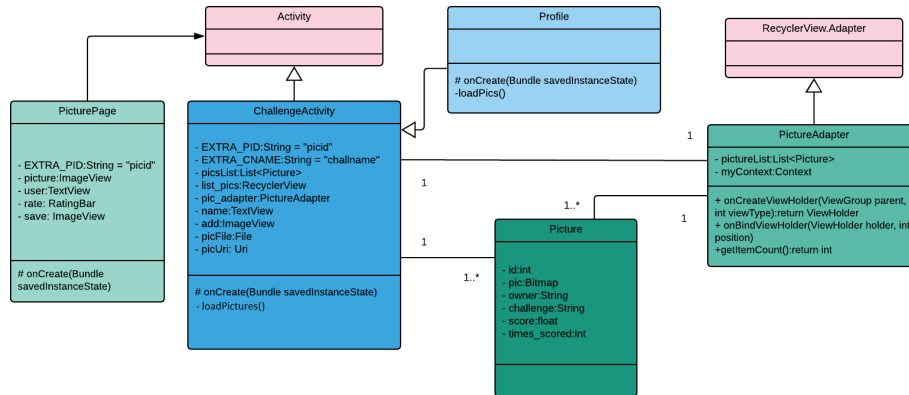 Activity
Profile
# onCreate(Bundle savedInstanceState)
-loadPics()
RecyclerView.Adapter
PicturePage
- EXTRA_PID:String = "picid"
- picture:ImageView
- user:TextView
- rate: RatingBar
- save: ImageView
# onCreate(Bundle
savedInstanceState)
ChallengeActivity
- EXTRA_PID:String = "picid"
- EXTRA_CNAME:String = "challname"
- picsList:List<Picture>
- list_pics:RecyclerView
- pic_adapter:PictureAdapter
- name:TextView
- add:ImageView
- picFile:File
- picUri: Uri
# onCreate(Bundle savedInstanceState)
- loadPictures()
1
1
1
1..*
1..*
1
Picture
- id:int
- pic:Bitmap
- owner:String
- challenge:String
- score:float
- times_scored:int
PictureAdapter
- pictureList:List<Picture>
- myContext:Context
+ onCreateViewHolder(ViewGroup parent,
int viewType):return ViewHolder
+ onBindViewHolder(ViewHolder holder, int
position)
+getItemCount():return int